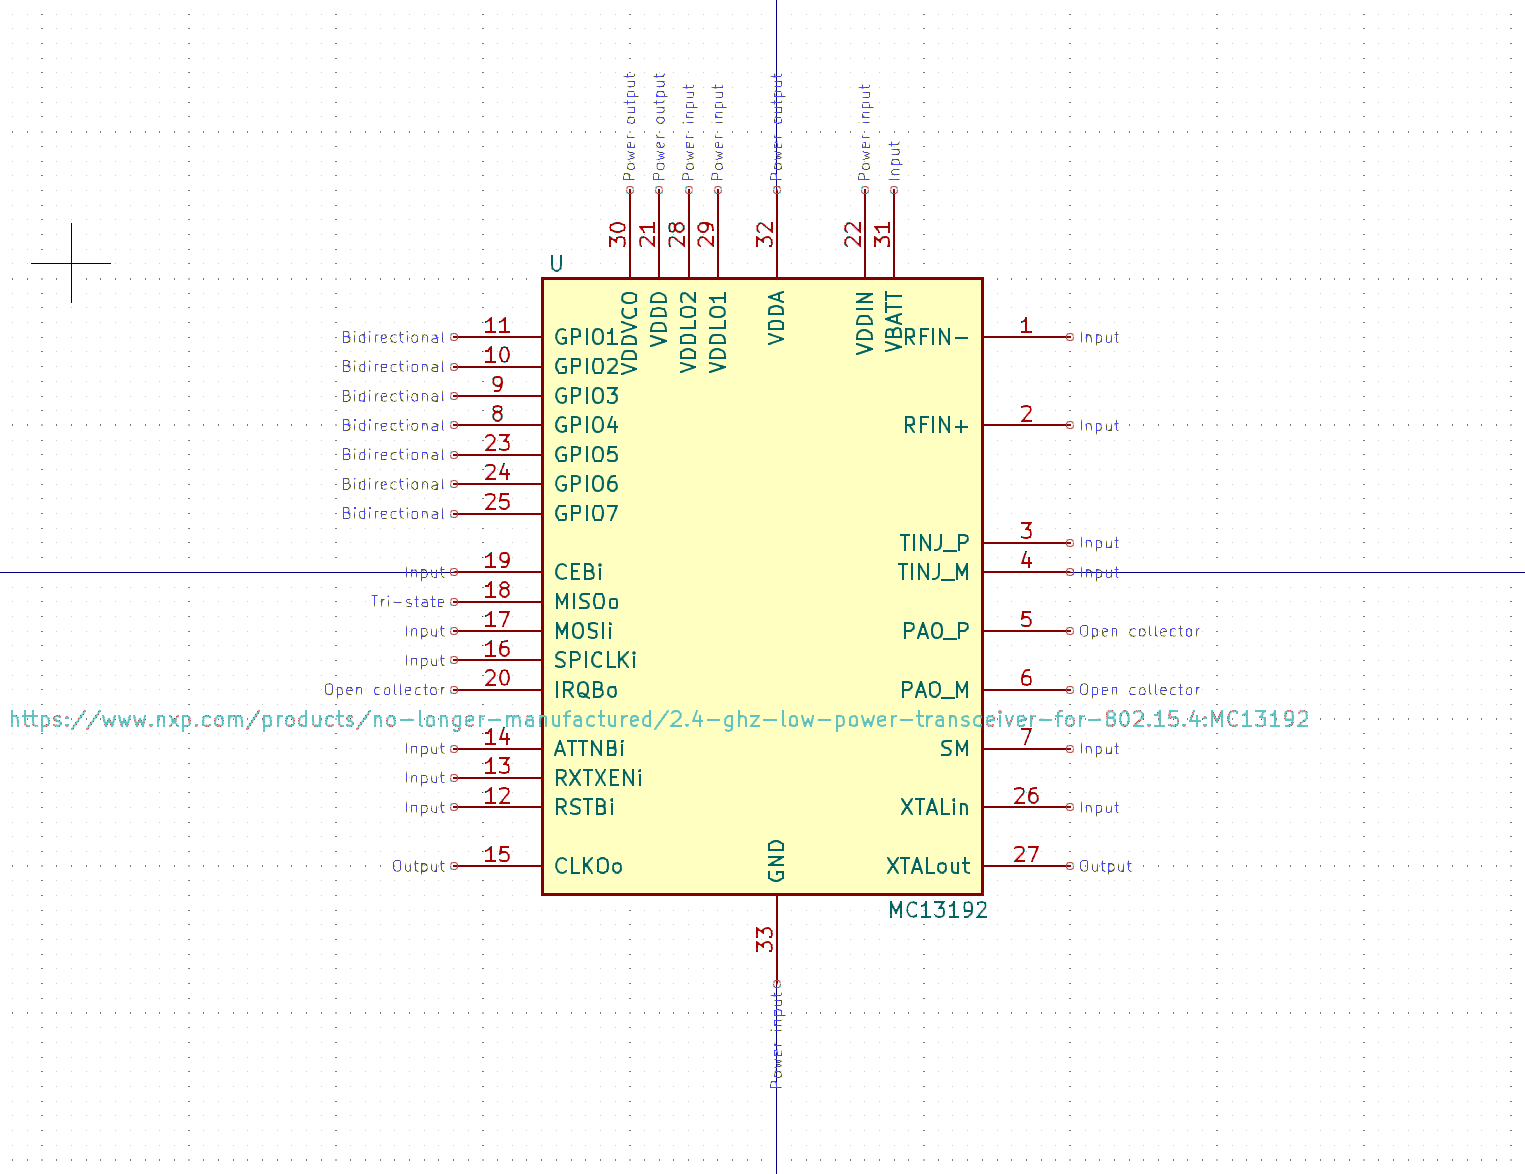 Power output
Power output
Power input
Power input
Power output
Power input
Input
30
21
28
29
32
22
31
U
VDDVCO
VDDD
VDDLO2
VDDLO1
VDDA
VDDIN
VBATT
Bidirectional 11 GPIO1
RFIN- 1 Input
Bidirectional 10 GPIO2
Bidirectional 9 GPIO3
Bidirectional 8 GPIO4
RFIN+ 2 Input
Bidirectional 23 GPIO5
Bidirectional 24 GPIO6
Bidirectional 25 GPIO7
TINJ_P 3 Input
Input 19 CEBi
TINJ_M 4 Input
Tri-state 18 MISOo
Input 17 MOSIi
PAO_P 5 Open collector
Input 16 SPICLKi
Open collector 20 IRQBo
PAO_M 6 Open collector
https://www.nxp.com/products/no-longer-manufactured/2.4-ghz-low-power-transceiver-for-802.15.4:MC13192
Input 14 ATTNBi
SM 7 Input
Input 13 RXTXENi
Input 12 RSTBi
XTALin 26 Input
Output 15 CLKOo
XTALout 27 Output
GND
MC13192
33
Power input